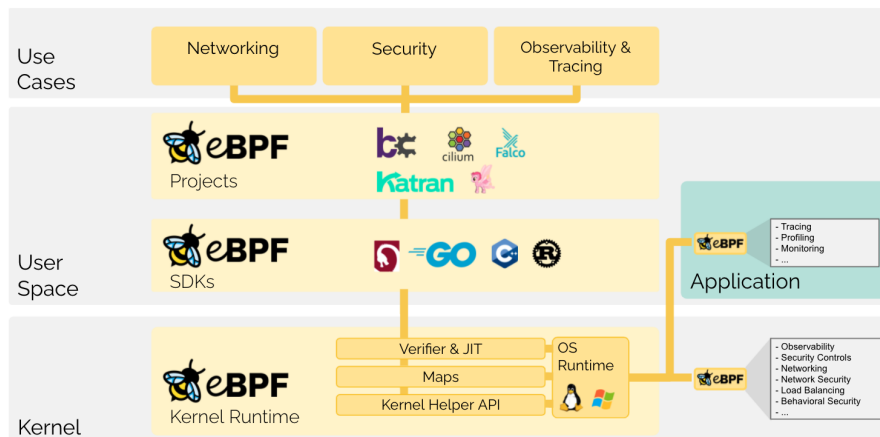 Use
Cases
Networking
Security
Observability &
Tracing
User
Space
eBPF
Projects
bcc
cilium
Falco
Katran
eBPF
SDKs
GO
C++
R
eBPF
- Tracing
- Profiling
- Monitoring
- ...
Application
Kernel
eBPF
Kernel Runtime
Verifier & JIT
Maps
Kernel Helper API
OS
Runtime
eBPF
- Observability
- Security Controls
- Networking
- Network Security
- Load Balancing
- Behavioral Security
- ...